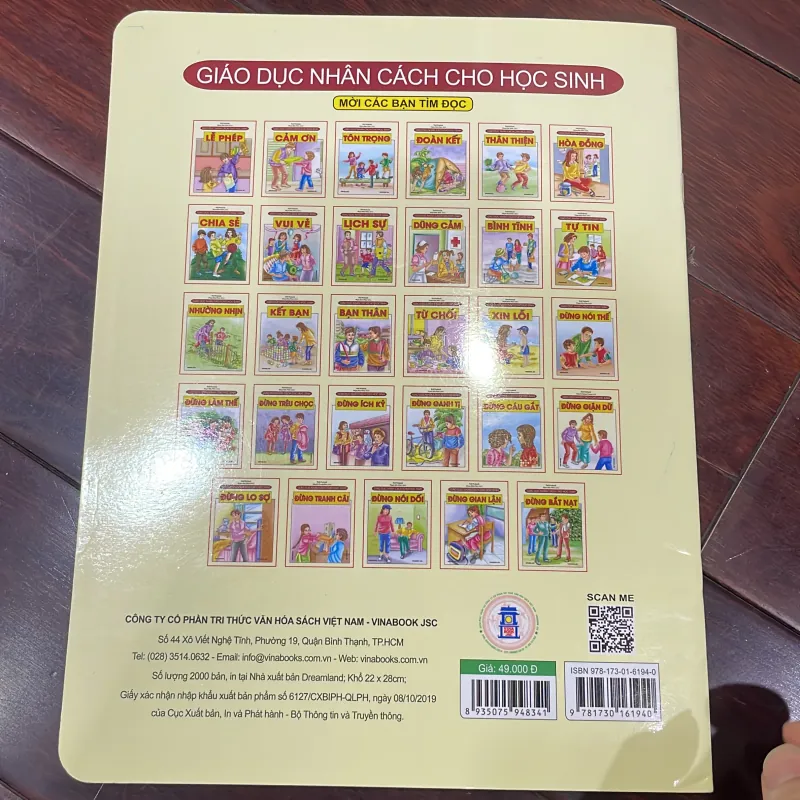 GIÁO DỤC NHÂN CÁCH CHO HỌC SINH
MỜI CÁC BẠN TÌM ĐỌC
LỄ PHÉP
CẢM ƠN
TÔN TRỌNG
ĐOÀN KẾT
THÂN THIỆN
HÒA ĐỒNG
CHIA SẺ
VUI VẺ
LỊCH SỰ
DŨNG CẢM
BÌNH TĨNH
TỰ TIN
NHƯỜNG NHỊN
KẾT BẠN
BẠN THÂN
TỪ CHỐI
XIN LỖI
ĐỪNG NÓI THẾ
ĐỪNG LÀM THẾ
ĐỪNG TRÊU CHỌC
ĐỪNG ÍCH KỶ
ĐỪNG GANH TỊ
ĐỪNG CÁU GẮT
ĐỪNG GIẬN DỮ
ĐỪNG LO SỢ
ĐỪNG TRANH CÃI
ĐỪNG NÓI DỐI
ĐỪNG GIAN LẬN
ĐỪNG BẮT NẠT
CÔNG TY CỔ PHẦN TRI THỨC VĂN HÓA SÁCH VIỆT NAM - VINABOOK JSC
Số 44 Xô Viết Nghệ Tĩnh, Phường 19, Quận Bình Thạnh, TP.HCM
Tel: (028) 3514.0632 - Email: info@vinabooks.com.vn - Web: vinabooks.com.vn
Số lượng 2000 bản, in tại Nhà xuất bản Dreamland; Khổ 22 x 28cm;
Giấy xác nhận nhập khẩu xuất bản phẩm số 6127/CXBIPH-QLPH, ngày 08/10/2019
của Cục Xuất bản, In và Phát hành - Bộ Thông tin và Truyền thông.
SCAN ME
Giá: 49.000 Đ
8 935075 948341
ISBN 978-173-01-6194-0
9 781730 161940